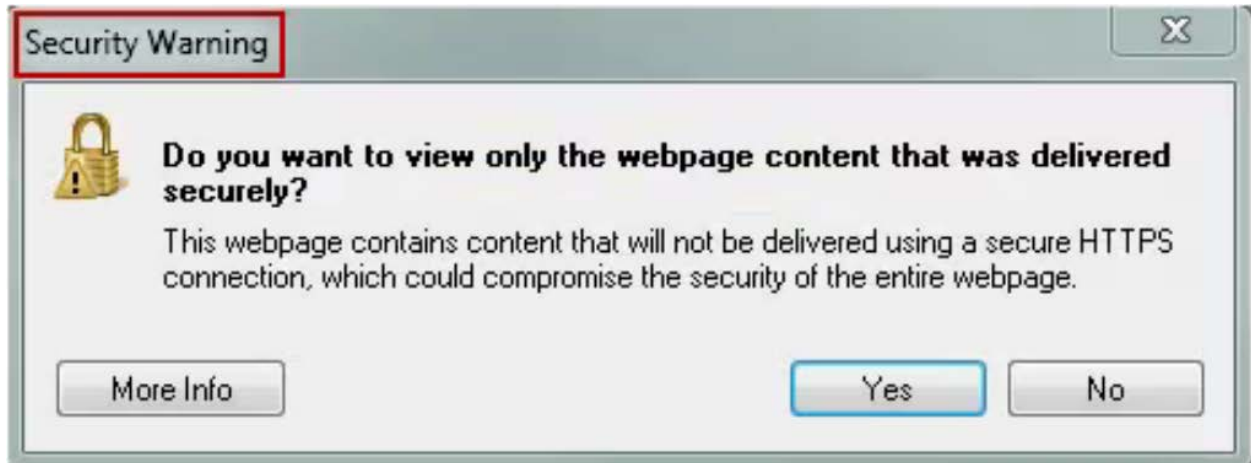 Security Warning
Do you want to view only the webpage content that was delivered
securely?
This webpage contains content that will not be delivered using a secure HTTPS
connection, which could compromise the security of the entire webpage.
More Info
Yes
No